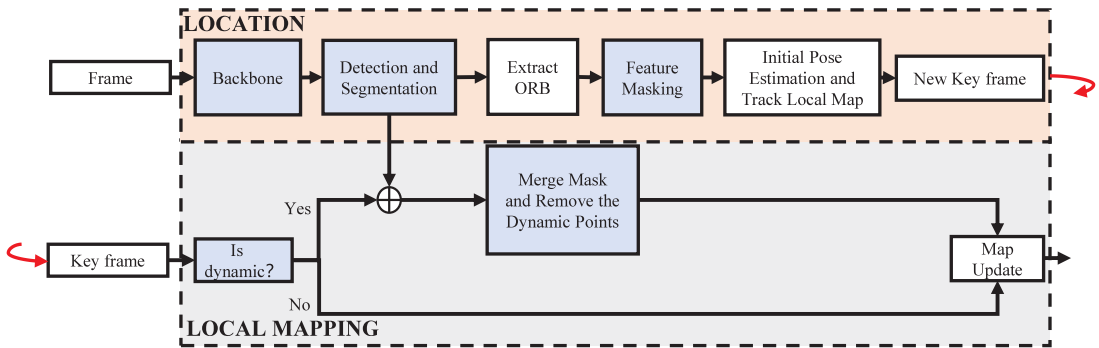 LOCATION
Frame
Backbone
Detection and
Segmentation
Extract
ORB
Feature
Masking
Initial Pose
Estimation and
Track Local Map
New Key frame
Merge Mask
and Remove the
Dynamic Points
Yes
Key frame
Is
dynamic?
Map
Update
No
LOCAL MAPPING